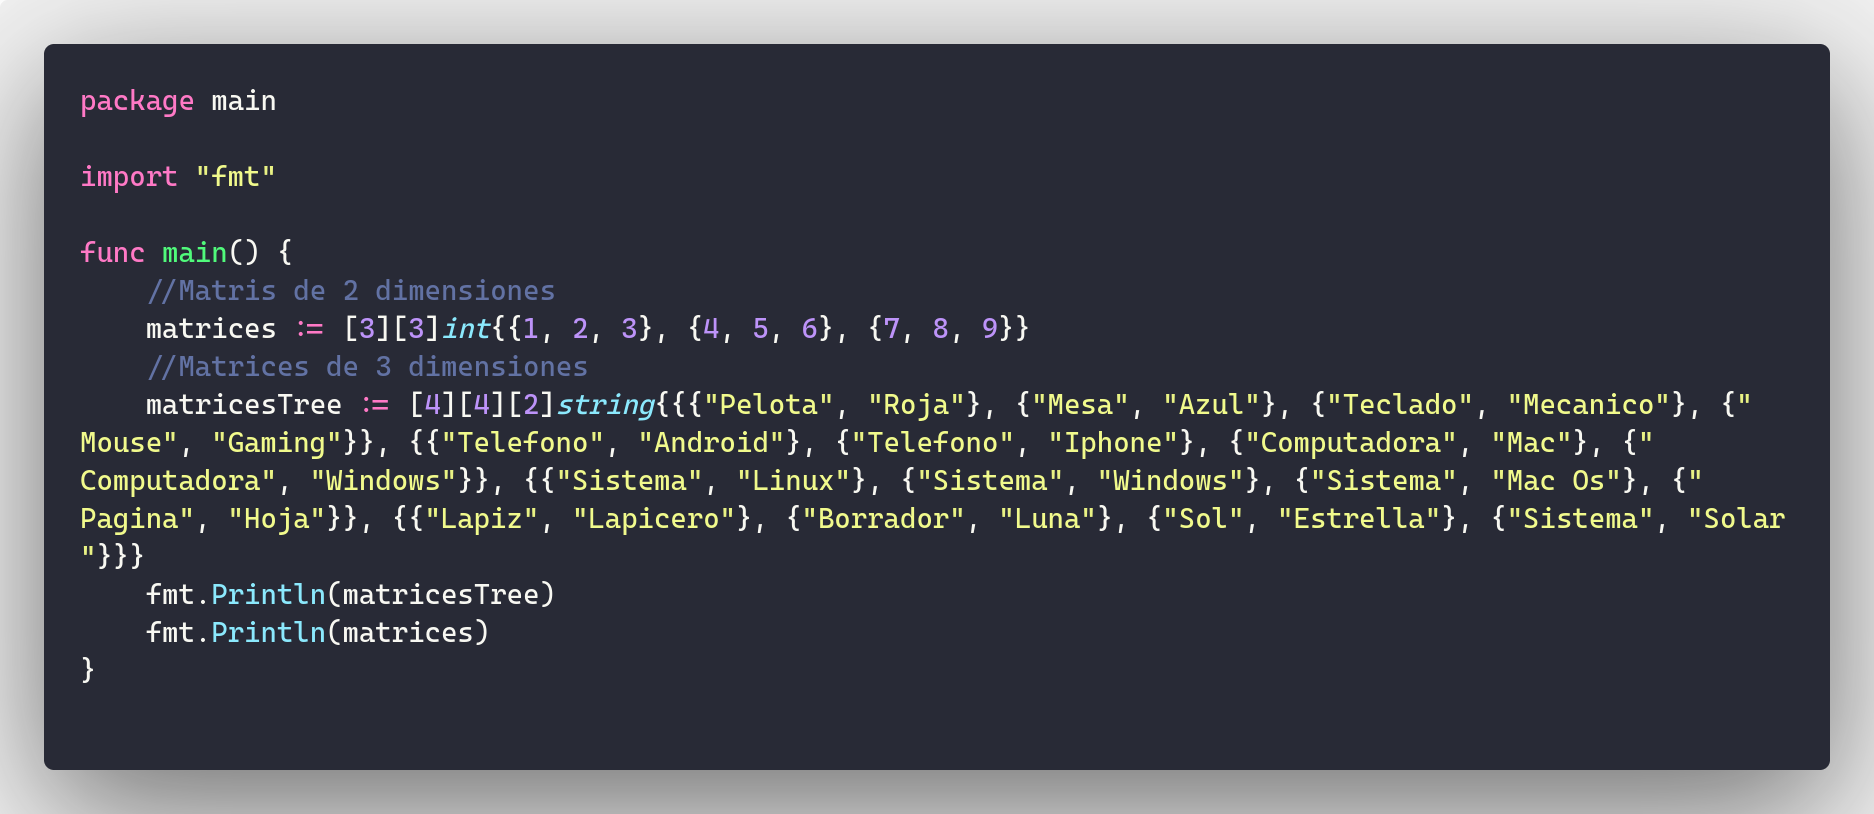 package main
import "fmt"
func main() {
//Matris de 2 dimensiones
matrices := [3][3]int{{1, 2, 3}, {4, 5, 6}, {7, 8, 9}}
//Matrices de 3 dimensiones
matricesTree := [4][4][2]string{{{"Pelota", "Roja"}, {"Mesa", "Azul"}, {"Teclado", "Mecanico"}, {"
Mouse", "Gaming"}}, {{"Telefono", "Android"}, {"Telefono", "Iphone"}, {"Computadora", "Mac"}, {"
Computadora", "Windows"}}, {{"Sistema", "Linux"}, {"Sistema", "Windows"}, {"Sistema", "Mac Os"}, {"
Pagina", "Hoja"}}, {{"Lapiz", "Lapicero"}, {"Borrador", "Luna"}, {"Sol", "Estrella"}, {"Sistema", "Solar
"}}}
fmt.Println(matricesTree)
fmt.Println(matrices)
}